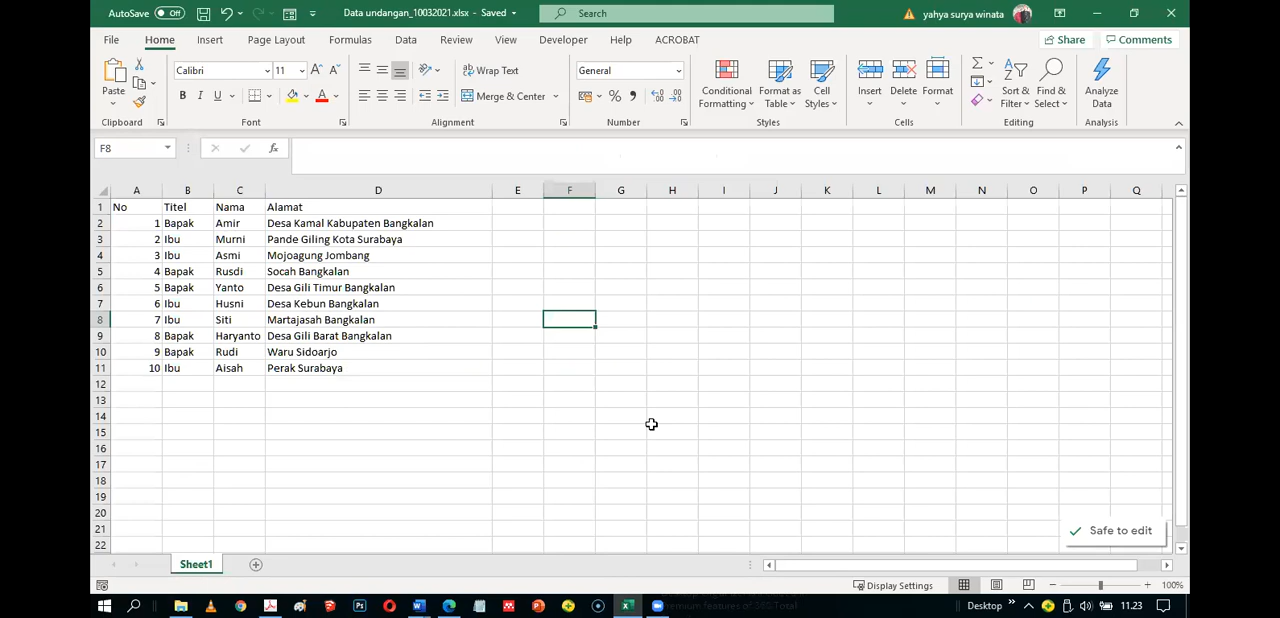 AutoSave Off Data undangan_10032021.xlsx - Saved Search yahya surya winata
File Home Insert Page Layout Formulas Data Review View Developer Help ACROBAT Share Comments
Paste Calibri 11 Wrap Text General Conditional Formatting Format as Table Cell Styles Insert Delete Format Sort & Filter Find & Select Analyze Data
B I U Merge & Center
Clipboard Font Alignment Number Styles Cells Editing Analysis
F8 fx
A B C D E F G H I J K L M N O P Q
1 No Titel Nama Alamat
2 1 Bapak Amir Desa Kamal Kabupaten Bangkalan
3 2 Ibu Murni Pande Giling Kota Surabaya
4 3 Ibu Asmi Mojoagung Jombang
5 4 Bapak Rusdi Socah Bangkalan
6 5 Bapak Yanto Desa Gili Timur Bangkalan
7 6 Ibu Husni Desa Kebun Bangkalan
8 7 Ibu Siti Martajasah Bangkalan
9 8 Bapak Haryanto Desa Gili Barat Bangkalan
10 9 Bapak Rudi Waru Sidoarjo
11 10 Ibu Aisah Perak Surabaya
12
13
14
15
16
17
18
19
20
21
22
Safe to edit
Sheet1
Display Settings 100%
Desktop 11.23